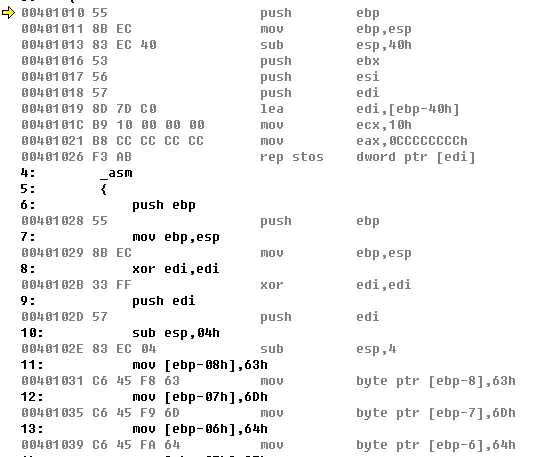 00401010 55 push ebp
00401011 8B EC mov ebp,esp
00401013 83 EC 40 sub esp,40h
00401016 53 push ebx
00401017 56 push esi
00401018 57 push edi
00401019 8D 7D C0 lea edi,[ebp-40h]
0040101C B9 10 00 00 00 mov ecx,10h
00401021 B8 CC CC CC CC mov eax,0CCCCCCCCh
00401026 F3 AB rep stos dword ptr [edi]
4: _asm
5: {
6: push ebp
00401028 55 push ebp
7: mov ebp,esp
00401029 8B EC mov ebp,esp
8: xor edi,edi
0040102B 33 FF xor edi,edi
9: push edi
0040102D 57 push edi
10: sub esp,04h
0040102E 83 EC 04 sub esp,4
11: mov [ebp-08h],63h
00401031 C6 45 F8 63 mov byte ptr [ebp-8],63h
12: mov [ebp-07h],6Dh
00401035 C6 45 F9 6D mov byte ptr [ebp-7],6Dh
13: mov [ebp-06h],64h
00401039 C6 45 FA 64 mov byte ptr [ebp-6],64h